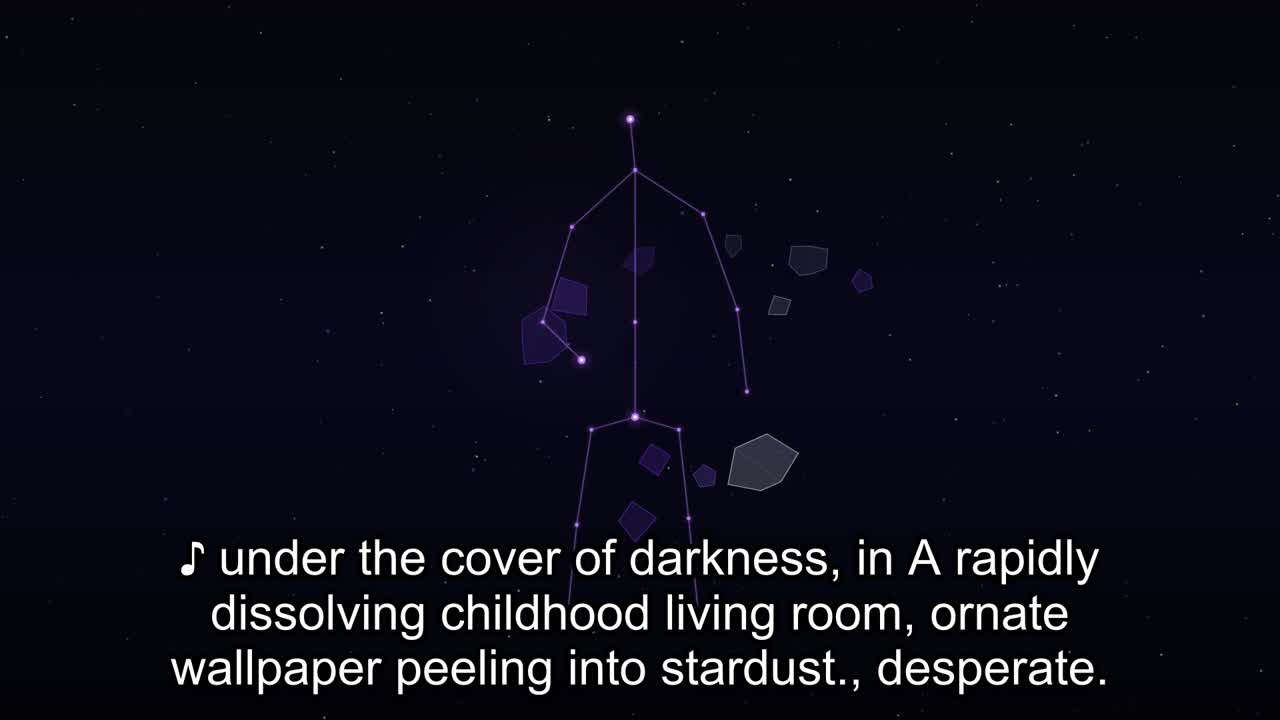 ♪ under the cover of darkness, in A rapidly
dissolving childhood living room, ornate
wallpaper peeling into stardust., desperate.